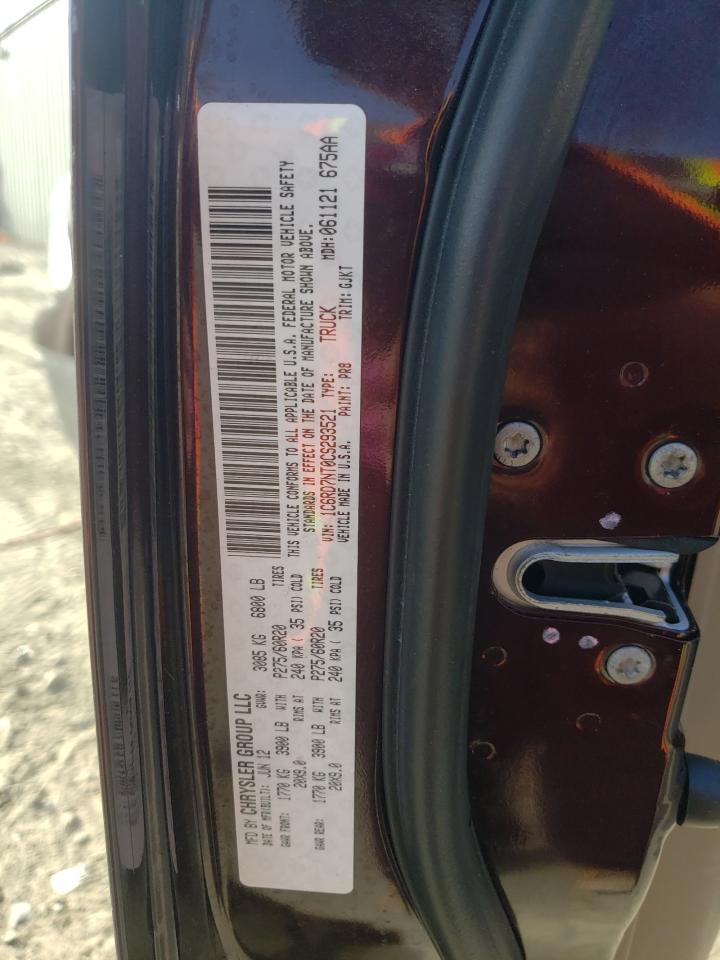 MFD BY CHRYSLER GROUP LLC
DATE OF MFR(BUILT): JUN 12 GVWR: 3085 KG 6800 LB
GAWR FRONT: 1770 KG 3900 LB WITH P275/60R20 TIRES
20X9.0 RIMS AT 240 KPA ( 35 PSI) COLD
GAWR REAR: 1770 KG 3900 LB WITH P275/60R20 TIRES
20X9.0 RIMS AT 240 KPA ( 35 PSI) COLD
THIS VEHICLE CONFORMS TO ALL APPLICABLE U.S.A. FEDERAL MOTOR VEHICLE SAFETY
STANDARDS IN EFFECT ON THE DATE OF MANUFACTURE SHOWN ABOVE.
VIN: 1C6RD7NT0CS293521 TYPE: TRUCK MDH: 061121 675AA
VEHICLE MADE IN U.S.A. PAINT: PR8 TRIM: GJKT